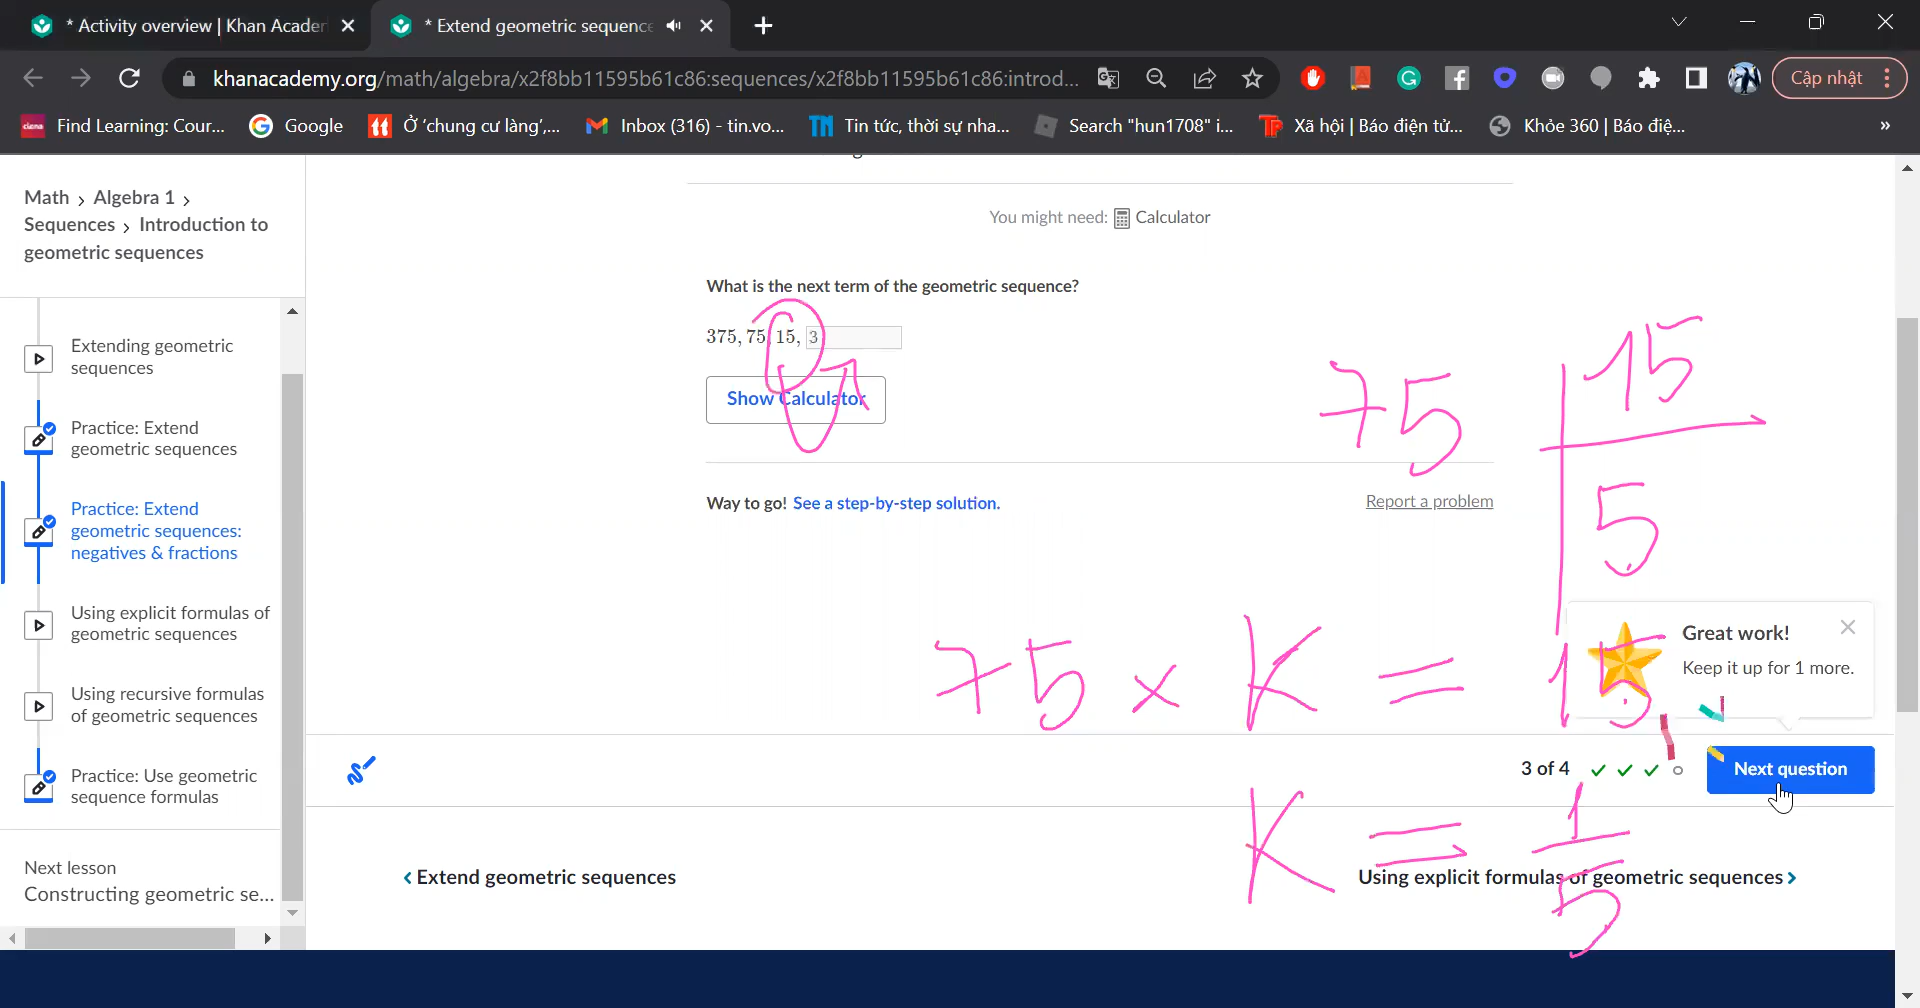 * Activity overview | Khan Acader
* Extend geometric sequence
khanacademy.org/math/algebra/x2f8bb11595b61c86:sequences/x2f8bb11595b61c86:introd...
Cập nhật
ciena
Find Learning: Cour...
Google
Ở 'chung cư làng',...
Inbox (316) - tin.vo...
Tin tức, thời sự nha...
Search "hun1708" i...
Xã hội | Báo điện tử...
Khỏe 360 | Báo điệ...
»
Math > Algebra 1 >
Sequences > Introduction to
geometric sequences
Extending geometric
sequences
Practice: Extend
geometric sequences
Practice: Extend
geometric sequences:
negatives & fractions
Using explicit formulas of
geometric sequences
Using recursive formulas
of geometric sequences
Practice: Use geometric
sequence formulas
Next lesson
Constructing geometric se...
You might need: Calculator
What is the next term of the geometric sequence?
375, 75, 15, 3
Show Calculator
Way to go! See a step-by-step solution.
Report a problem
75 15
5
75 x K = 15
K = 1
5
Great work!
Keep it up for 1 more.
3 of 4
Next question
< Extend geometric sequences
Using explicit formulas of geometric sequences >